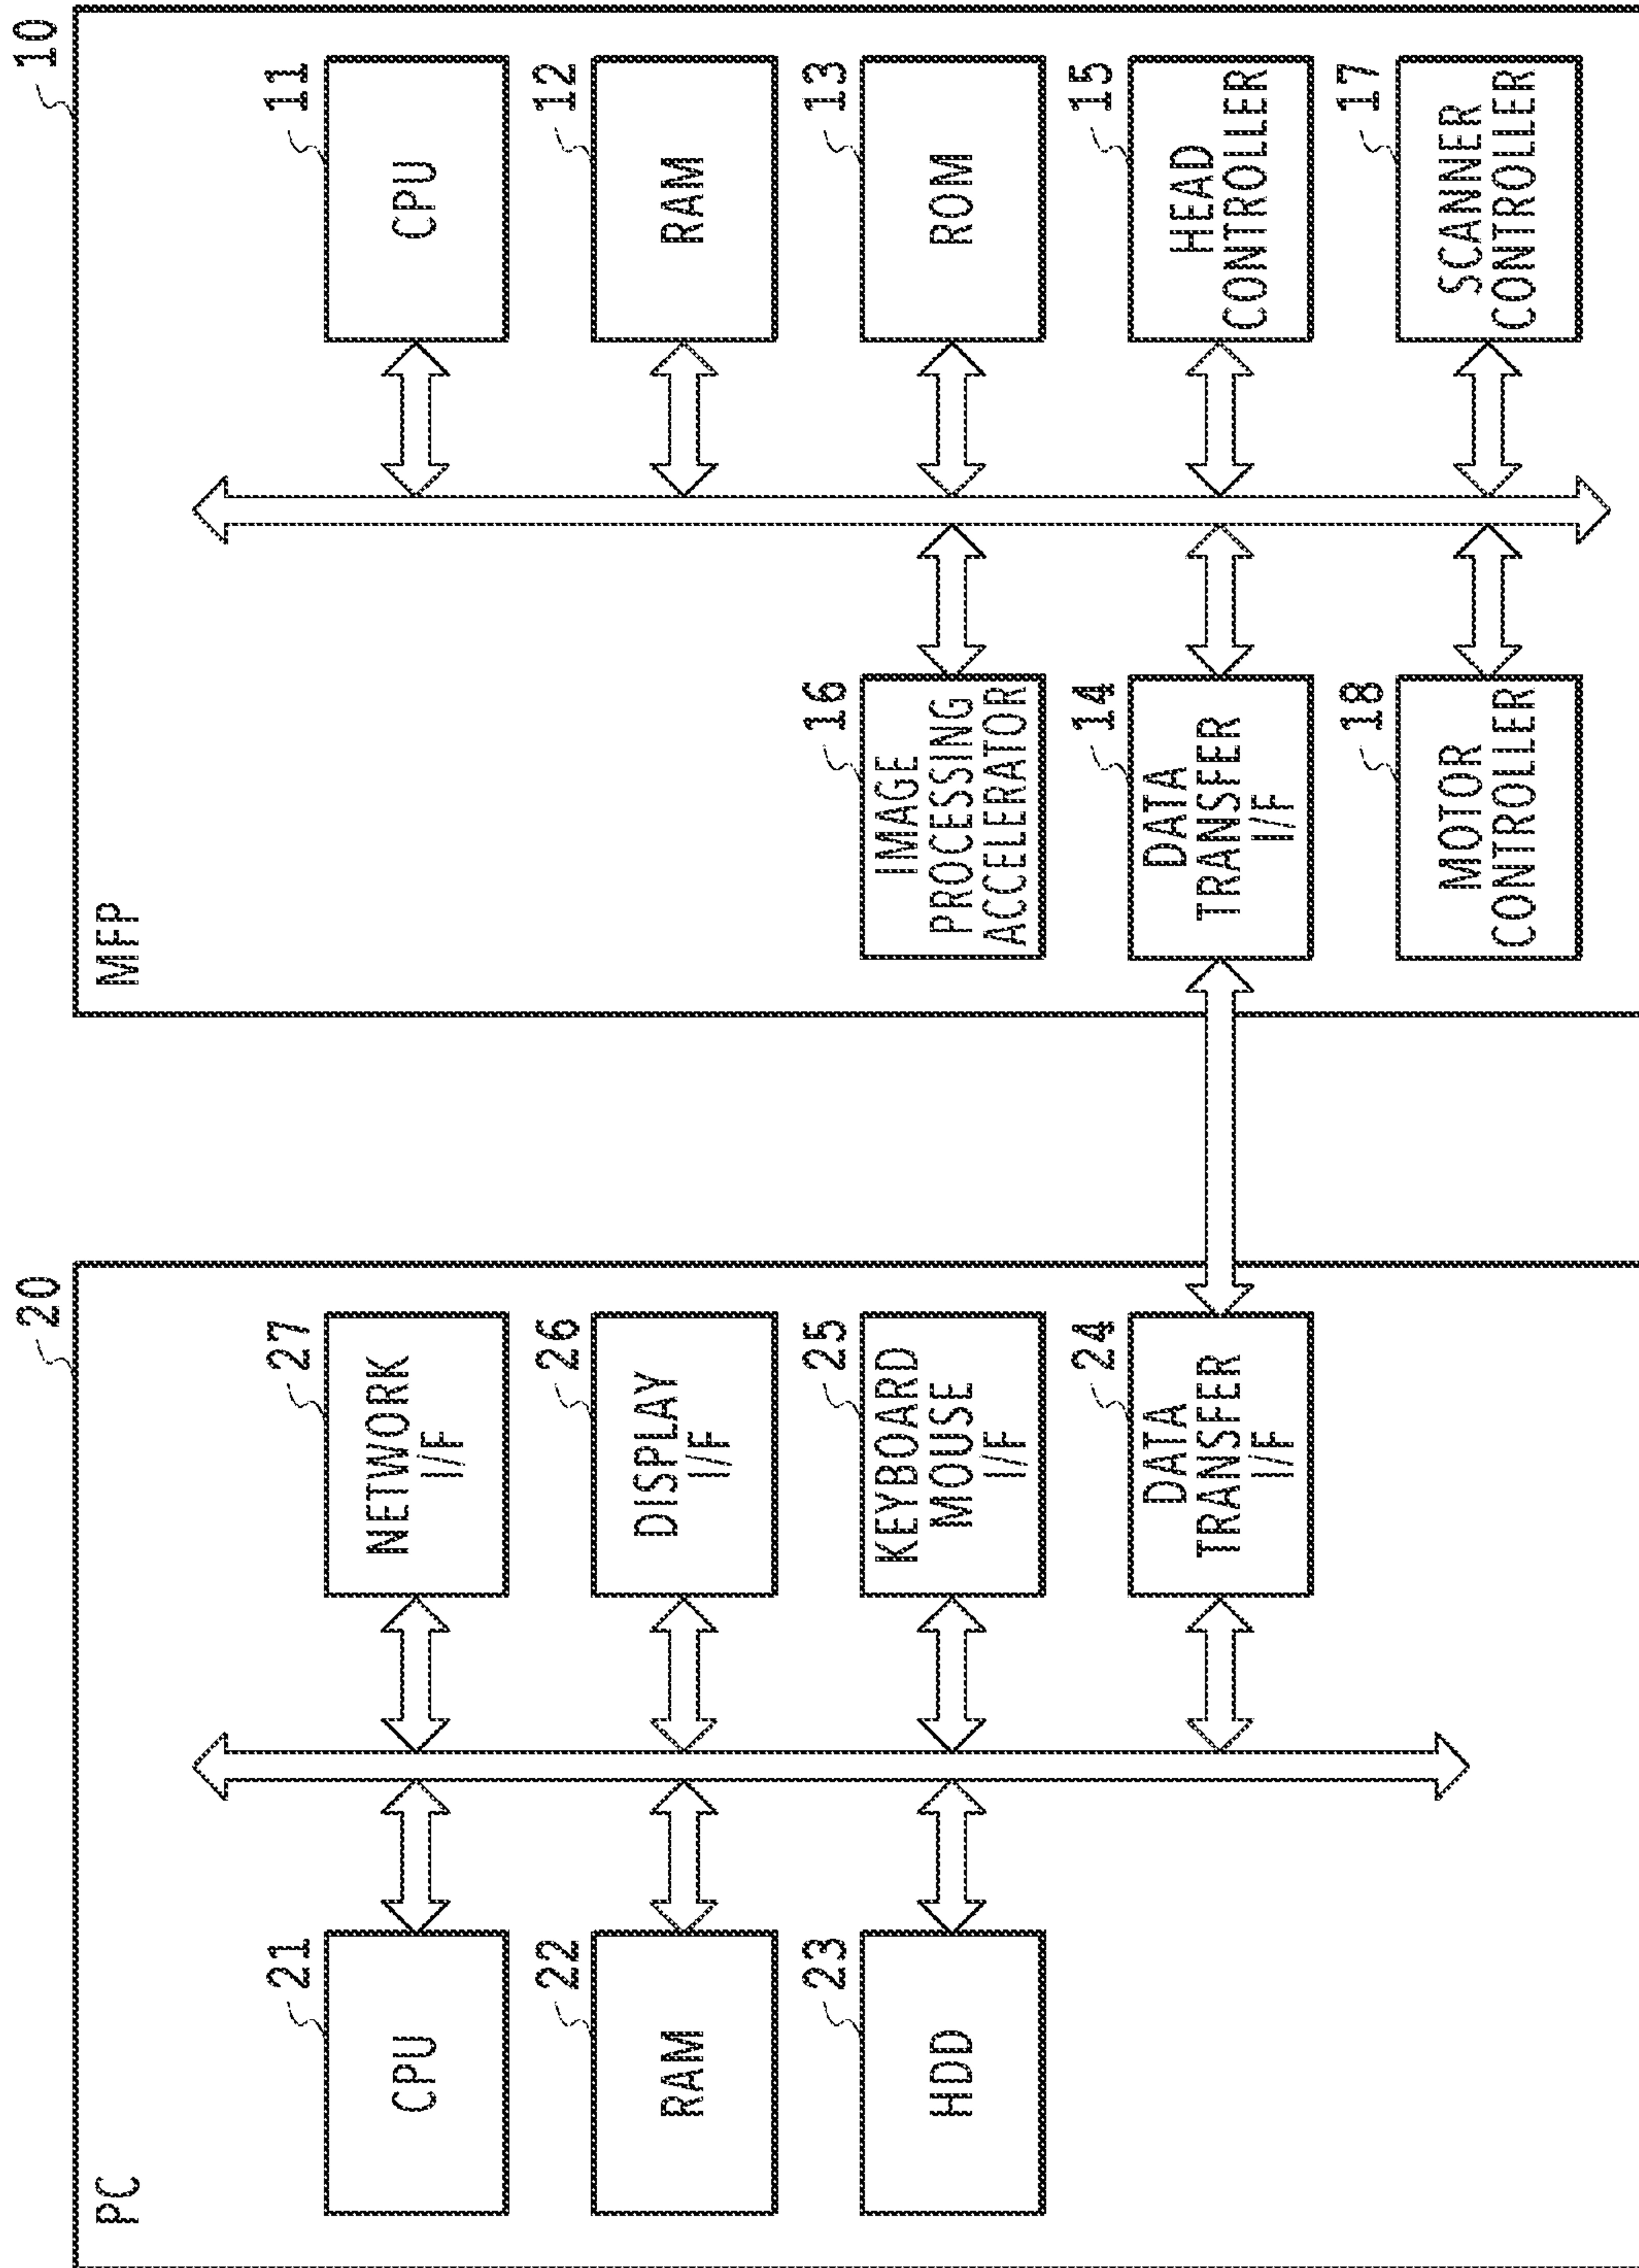 20
PC
21
CPU
27
NETWORK
I/F
22
RAM
26
DISPLAY
I/F
23
HDD
25
KEYBOARD
MOUSE
I/F
24
DATA
TRANSFER
I/F
10
MFP
11
CPU
12
RAM
16
IMAGE
PROCESSING
ACCELERATOR
13
ROM
14
DATA
TRANSFER
I/F
15
HEAD
CONTROLLER
18
MOTOR
CONTROLLER
17
SCANNER
CONTROLLER